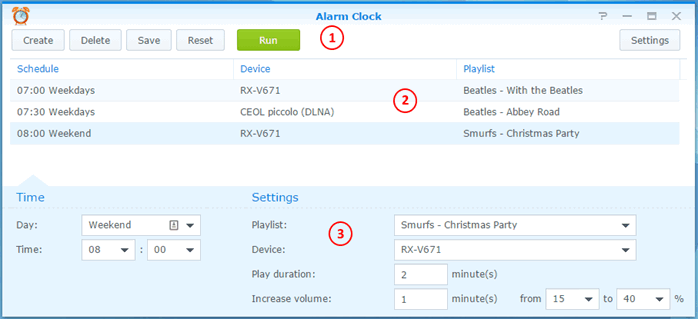 Alarm Clock ?
Create Delete Save Reset Run 1 Settings
Schedule Device Playlist
07:00 Weekdays RX-V671 Beatles - With the Beatles
07:30 Weekdays CEOL piccolo (DLNA) 2 Beatles - Abbey Road
08:00 Weekend RX-V671 Smurfs - Christmas Party
Time Settings
Day: Weekend Playlist: 3 Smurfs - Christmas Party
Time: 08 : 00 Device: RX-V671
Play duration: 2 minute(s)
Increase volume: 1 minute(s) from 15 to 40 %